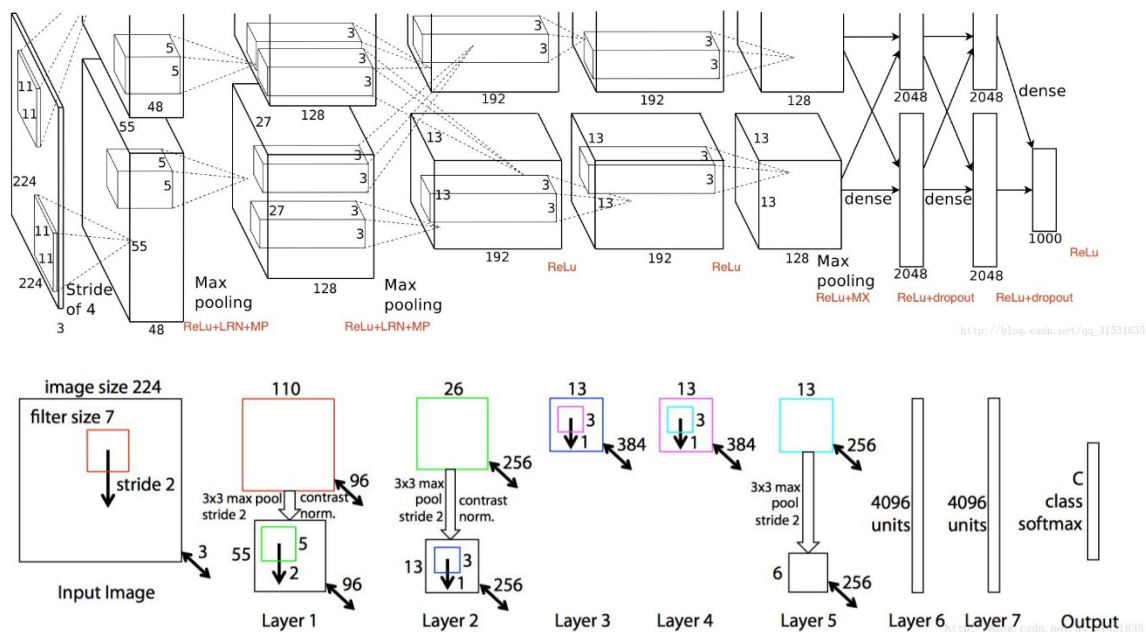 3
3
3
3
3
3
3
5
5
11
11
48
128
192
192
128
2048
2048
dense
55
27
13
13
13
3
3
5
5
3
3
3
3
224
27
3
3
13
3
3
13
13
dense
dense
11
11
55
1000
224
Stride
of 4
Max
pooling
128
Max
pooling
192
192
128
Max
pooling
2048
2048
ReLu
ReLu
ReLu
3
48
ReLu+LRN+MP
ReLu+LRN+MP
ReLu+MX
ReLu+dropout
ReLu+dropout
http://blog.csdn.net/qq_31531635
image size 224
110
26
13
13
13
filter size 7
stride 2
3
1
384
3
1
384
96
256
256
3x3 max pool
stride 2
contrast
norm.
3x3 max
pool
stride 2
contrast
norm.
3x3 max
pool
stride 2
4096
units
4096
units
C
class
softmax
3
55
5
2
96
13
3
1
256
6
256
Input Image
Layer 1
Layer 2
Layer 3
Layer 4
Layer 5
Layer 6
Layer 7
Output